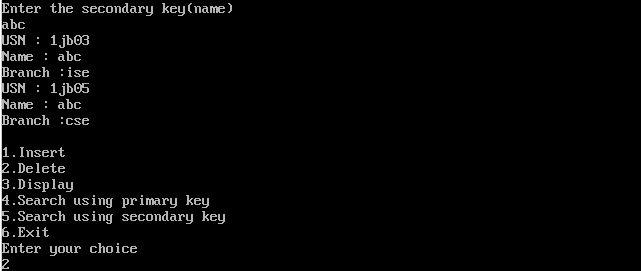 Enter the secondary key(name)
abc
USN : 1jb03
Name : abc
Branch :ise
USN : 1jb05
Name : abc
Branch :cse
1.Insert
2.Delete
3.Display
4.Search using primary key
5.Search using secondary key
6.Exit
Enter your choice
2